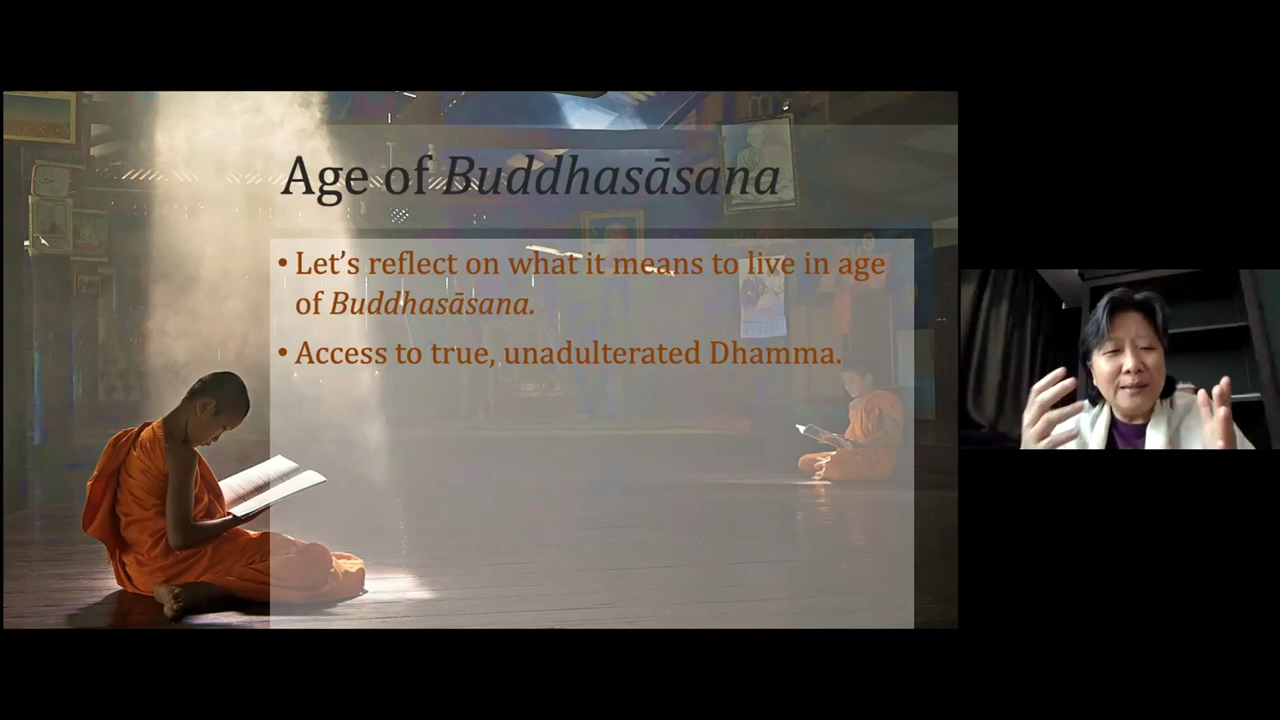 Age of Buddhasāsana
• Let’s reflect on what it means to live in age
of Buddhasāsana.
• Access to true, unadulterated Dhamma.